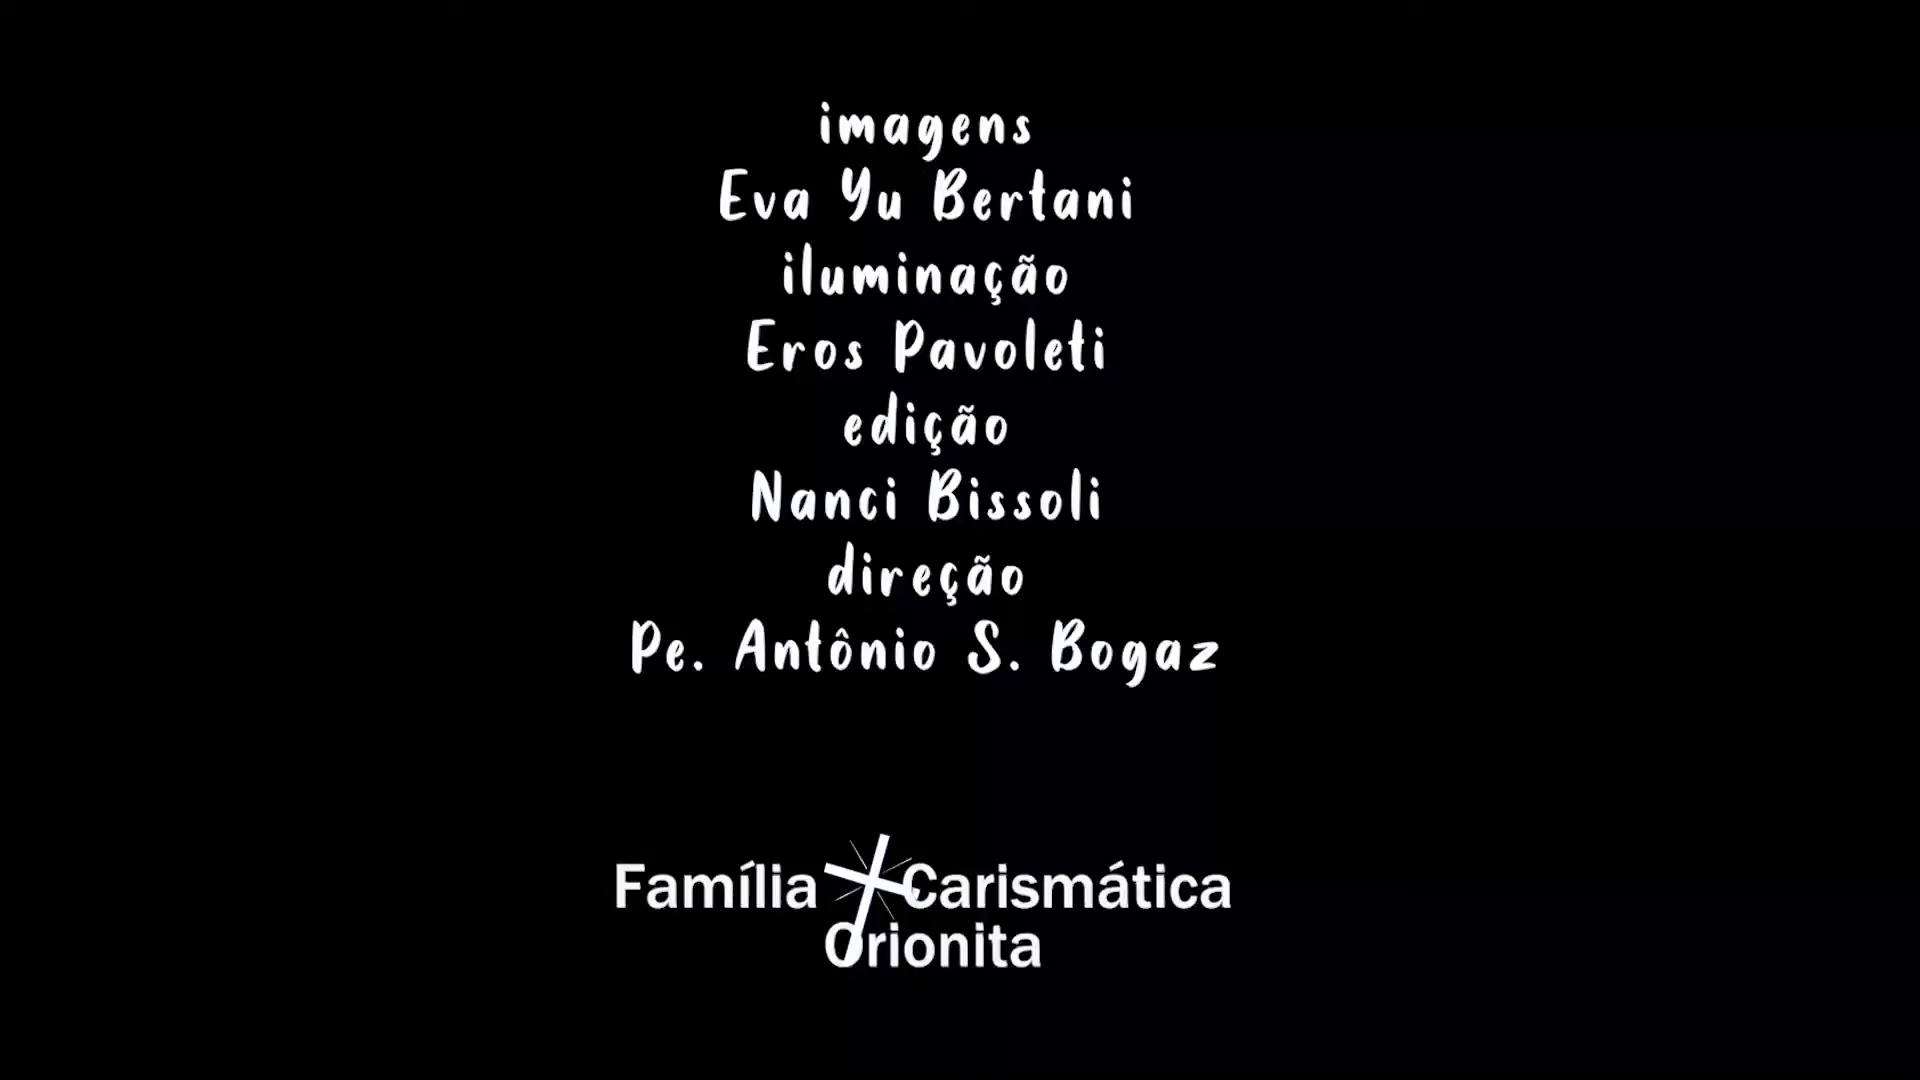 imagens
Eva Yu Bertani
iluminação
Eros Pavoleti
edição
Nanci Bissoli
direção
Pe. Antônio S. Bogaz
Família Carismática
Orionita